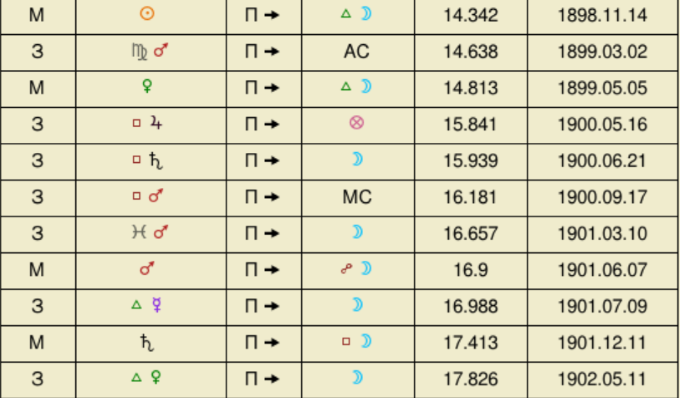 М ☉ П → △ ☽ 14.342 1898.11.14
З ♍ ♂ П → AC 14.638 1899.03.02
М ♀ П → △ ☽ 14.813 1899.05.05
З □ ♃ П → ⊗ 15.841 1900.05.16
З □ ♄ П → ☽ 15.939 1900.06.21
З □ ♂ П → MC 16.181 1900.09.17
З ♓ ♂ П → ☽ 16.657 1901.03.10
М ♂ П → ☍ ☽ 16.9 1901.06.07
З △ ☿ П → ☽ 16.988 1901.07.09
М ♄ П → □ ☽ 17.413 1901.12.11
З △ ♀ П → ☽ 17.826 1902.05.11